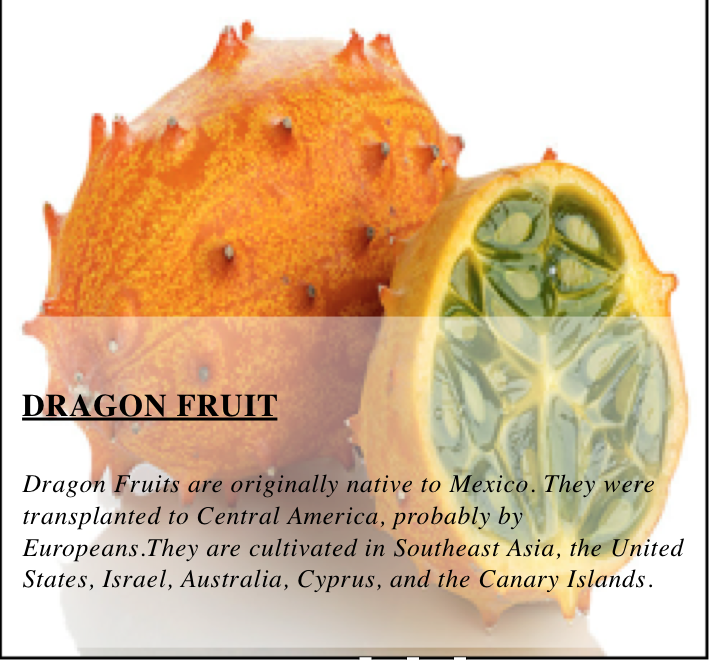 DRAGON FRUIT
Dragon Fruits are originally native to Mexico. They were
transplanted to Central America, probably by
Europeans.They are cultivated in Southeast Asia, the United
States, Israel, Australia, Cyprus, and the Canary Islands.